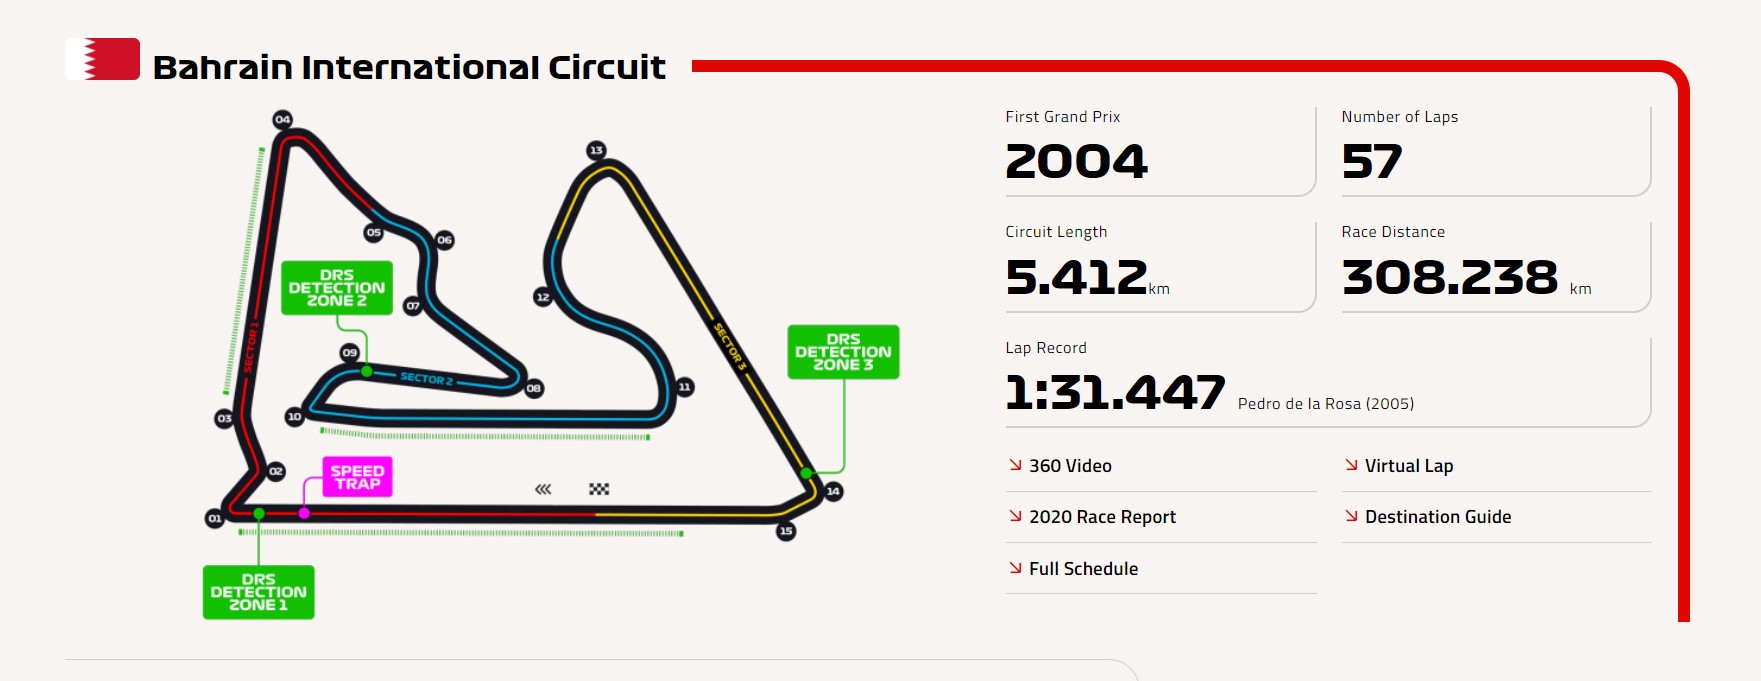 Bahrain International Circuit
04
13
05
06
DRS
DETECTION
ZONE 2
12
07
SECTOR 1
SECTOR 3
DRS
DETECTION
ZONE 3
09
SECTOR 2
08
11
10
03
02
SPEED
TRAP
14
01
15
DRS
DETECTION
ZONE 1
First Grand Prix
2004
Number of Laps
57
Circuit Length
5.412km
Race Distance
308.238 km
Lap Record
1:31.447 Pedro de la Rosa (2005)
360 Video
Virtual Lap
2020 Race Report
Destination Guide
Full Schedule